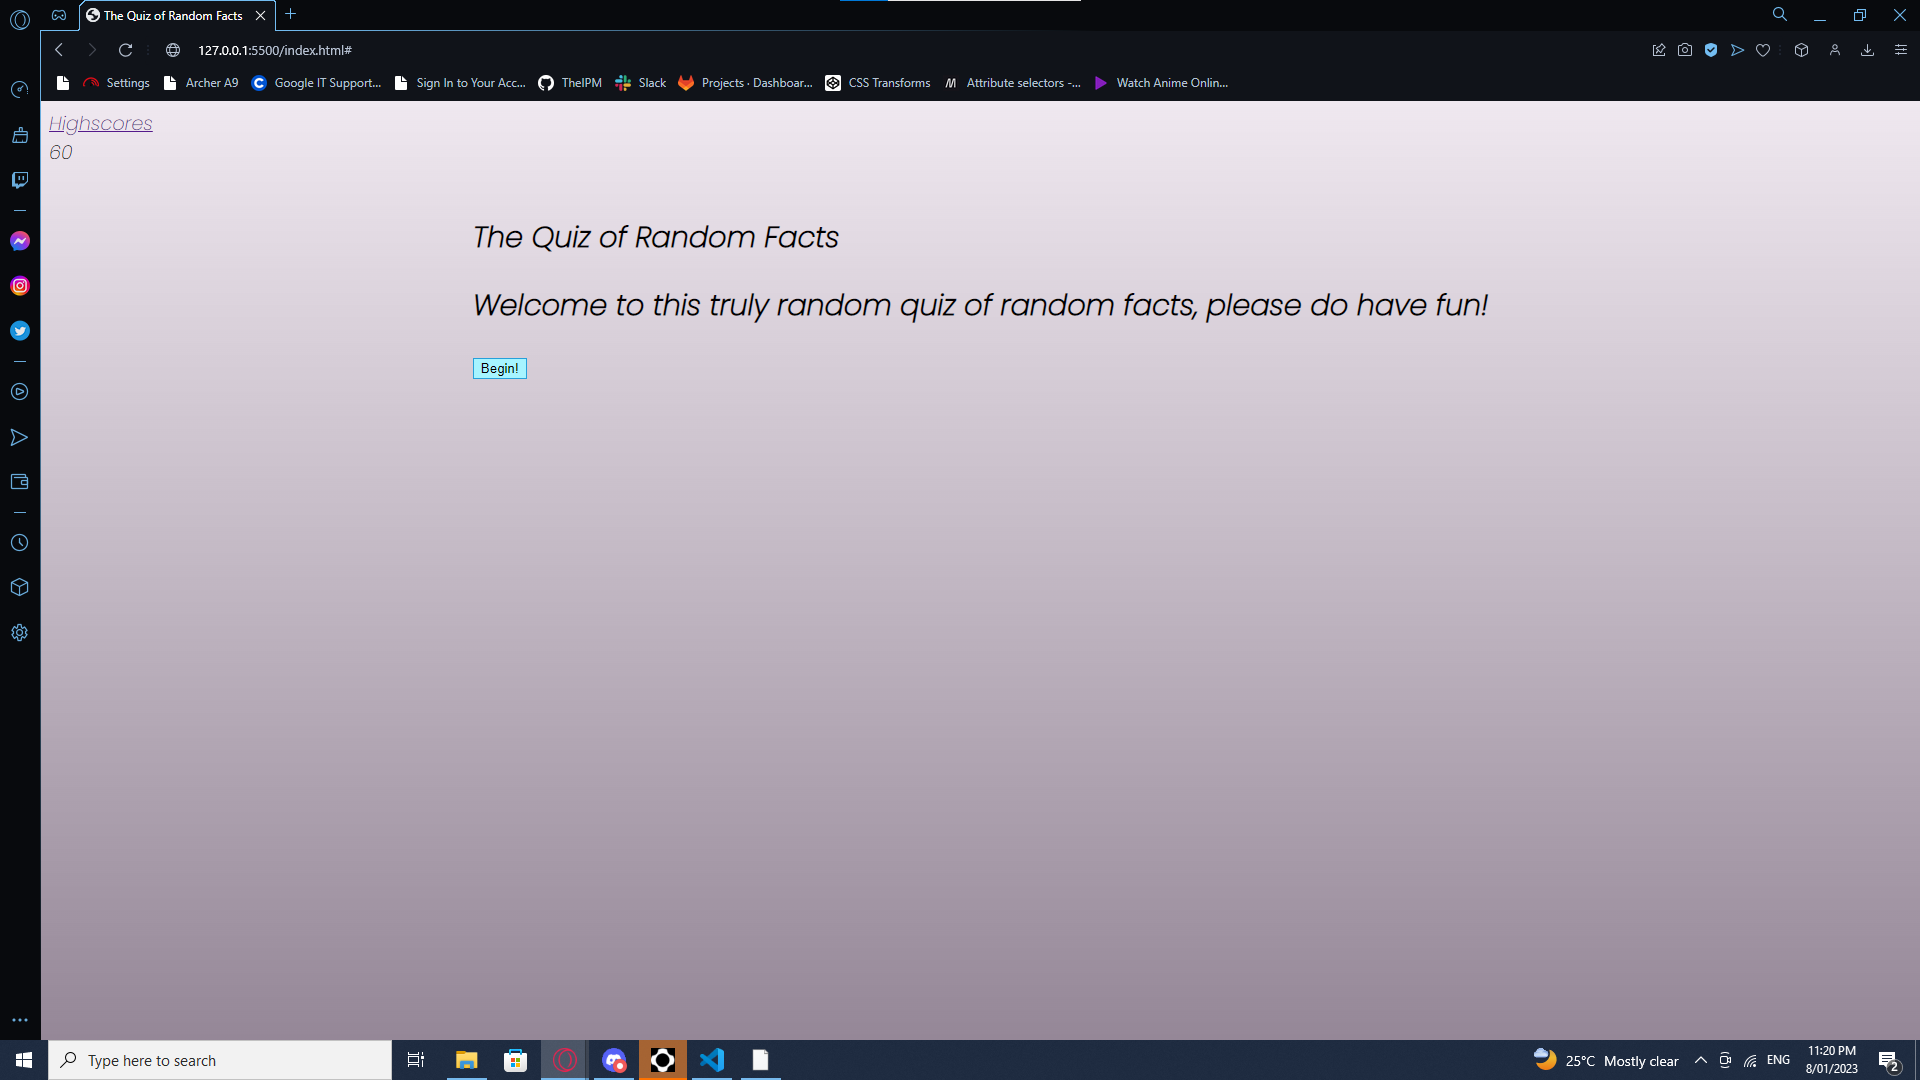 The Quiz of Random Facts
127.0.0.1:5500/index.html#
Settings Archer A9 Google IT Support... Sign In to Your Acc... TheIPM Slack Projects · Dashboar... CSS Transforms Attribute selectors -... Watch Anime Onlin...
Highscores
60
The Quiz of Random Facts
Welcome to this truly random quiz of random facts, please do have fun!
Begin!
Type here to search
25°C Mostly clear
ENG
11:20 PM
8/01/2023
2